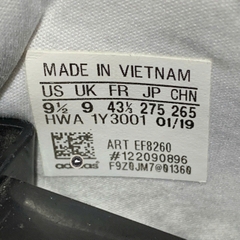 MADE IN VIETNAM
US UK FR JP CHN
9½ 9 43⅓ 275 265
HWA 1Y3001 01/19
ART EF8260
#122090896
adidas F9Z0JM7@01360